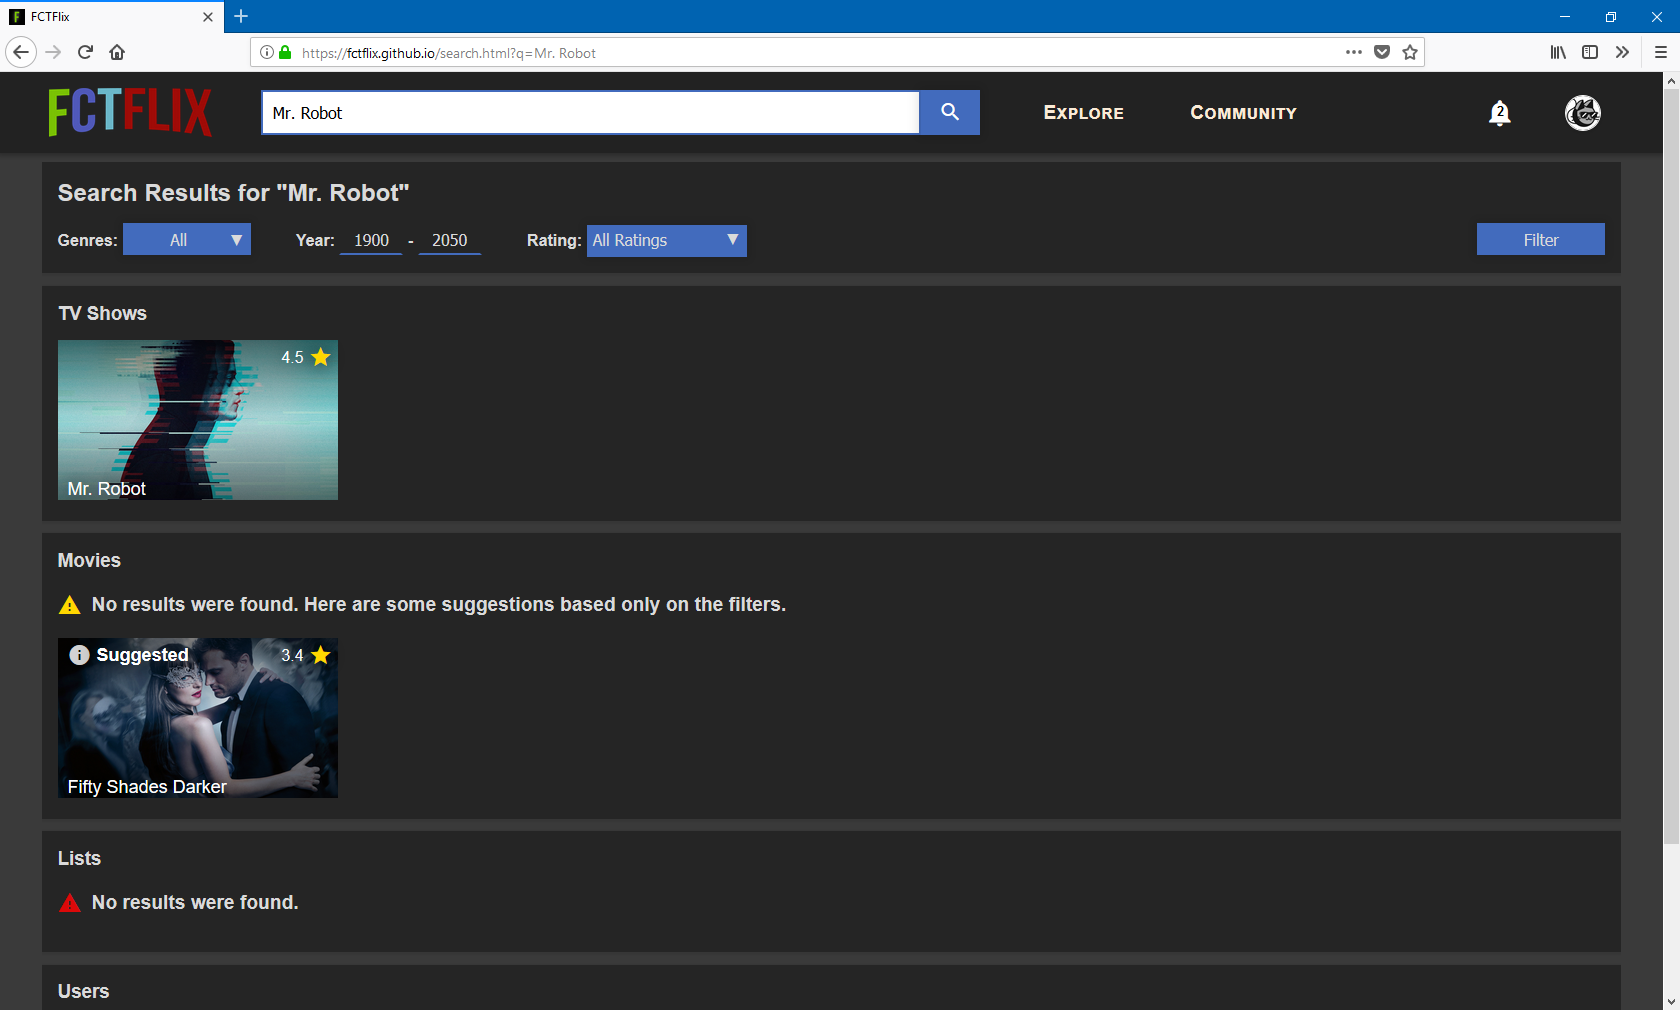 FCTFlix
https://fctflix.github.io/search.html?q=Mr. Robot
FCTFLIX
Mr. Robot
EXPLORE
COMMUNITY
2
Search Results for "Mr. Robot"
Genres: All ▼ Year: 1900 - 2050 Rating: All Ratings ▼ Filter
TV Shows
4.5
Mr. Robot
Movies
No results were found. Here are some suggestions based only on the filters.
Suggested 3.4
Fifty Shades Darker
Lists
No results were found.
Users